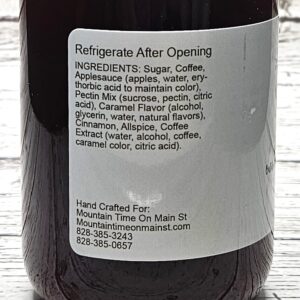 Refrigerate After Opening
INGREDIENTS: Sugar, Coffee,
Applesauce (apples, water, ery-
thorbic acid to maintain color),
Pectin Mix (sucrose, pectin, citric
acid), Caramel Flavor (alcohol,
glycerin, water, natural flavors),
Cinnamon, Allspice, Coffee
Extract (water, alcohol, coffee,
caramel color, citric acid).
Hand Crafted For:
Mountain Time On Main St
Mountaintimeonmainst.com
828-385-3243
828-385-0657